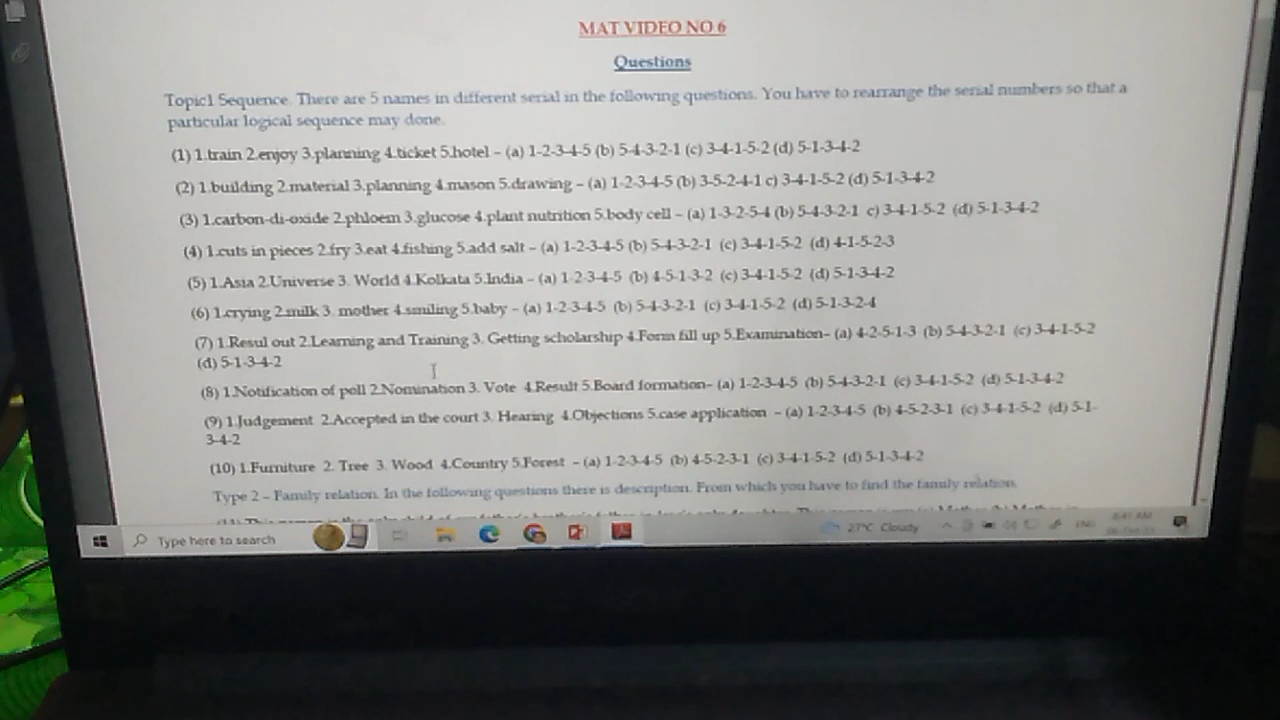 MAT VIDEO NO 6
Questions
Topic1 Sequence. There are 5 names in different serial in the following questions. You have to rearrange the serial numbers so that a
particular logical sequence may done.
(1) 1.train 2.enjoy 3.planning 4.ticket 5.hotel – (a) 1-2-3-4-5 (b) 5-4-3-2-1 (c) 3-4-1-5-2 (d) 5-1-3-4-2
(2) 1.building 2.material 3.planning 4.mason 5.drawing – (a) 1-2-3-4-5 (b) 3-5-2-4-1 c) 3-4-1-5-2 (d) 5-1-3-4-2
(3) 1.carbon-di-oxide 2.phloem 3.glucose 4.plant nutrition 5.body cell – (a) 1-3-2-5-4 (b) 5-4-3-2-1 c) 3-4-1-5-2 (d) 5-1-3-4-2
(4) 1.cuts in pieces 2.fry 3.eat 4.fishing 5.add salt – (a) 1-2-3-4-5 (b) 5-4-3-2-1 (c) 3-4-1-5-2 (d) 4-1-5-2-3
(5) 1.Asia 2.Universe 3. World 4.Kolkata 5.India – (a) 1-2-3-4-5 (b) 4-5-1-3-2 (c) 3-4-1-5-2 (d) 5-1-3-4-2
(6) 1.crying 2.milk 3. mother 4.smiling 5.baby – (a) 1-2-3-4-5 (b) 5-4-3-2-1 (c) 3-4-1-5-2 (d) 5-1-3-2-4
(7) 1.Resul out 2.Learning and Training 3. Getting scholarship 4.Form fill up 5.Examination– (a) 4-2-5-1-3 (b) 5-4-3-2-1 (c) 3-4-1-5-2
(d) 5-1-3-4-2
(8) 1.Notification of poll 2.Nomination 3. Vote 4.Result 5.Board formation– (a) 1-2-3-4-5 (b) 5-4-3-2-1 (c) 3-4-1-5-2 (d) 5-1-3-4-2
(9) 1.Judgement 2.Accepted in the court 3. Hearing 4.Objections 5.case application – (a) 1-2-3-4-5 (b) 4-5-2-3-1 (c) 3-4-1-5-2 (d) 5-1-
3-4-2
(10) 1.Furniture 2. Tree 3. Wood 4.Country 5.Forest – (a) 1-2-3-4-5 (b) 4-5-2-3-1 (c) 3-4-1-5-2 (d) 5-1-3-4-2
Type 2 – Family relation. In the following questions there is description. From which you have to find the family relation.
Type here to search
27°C Cloudy
ENG
8:41 AM